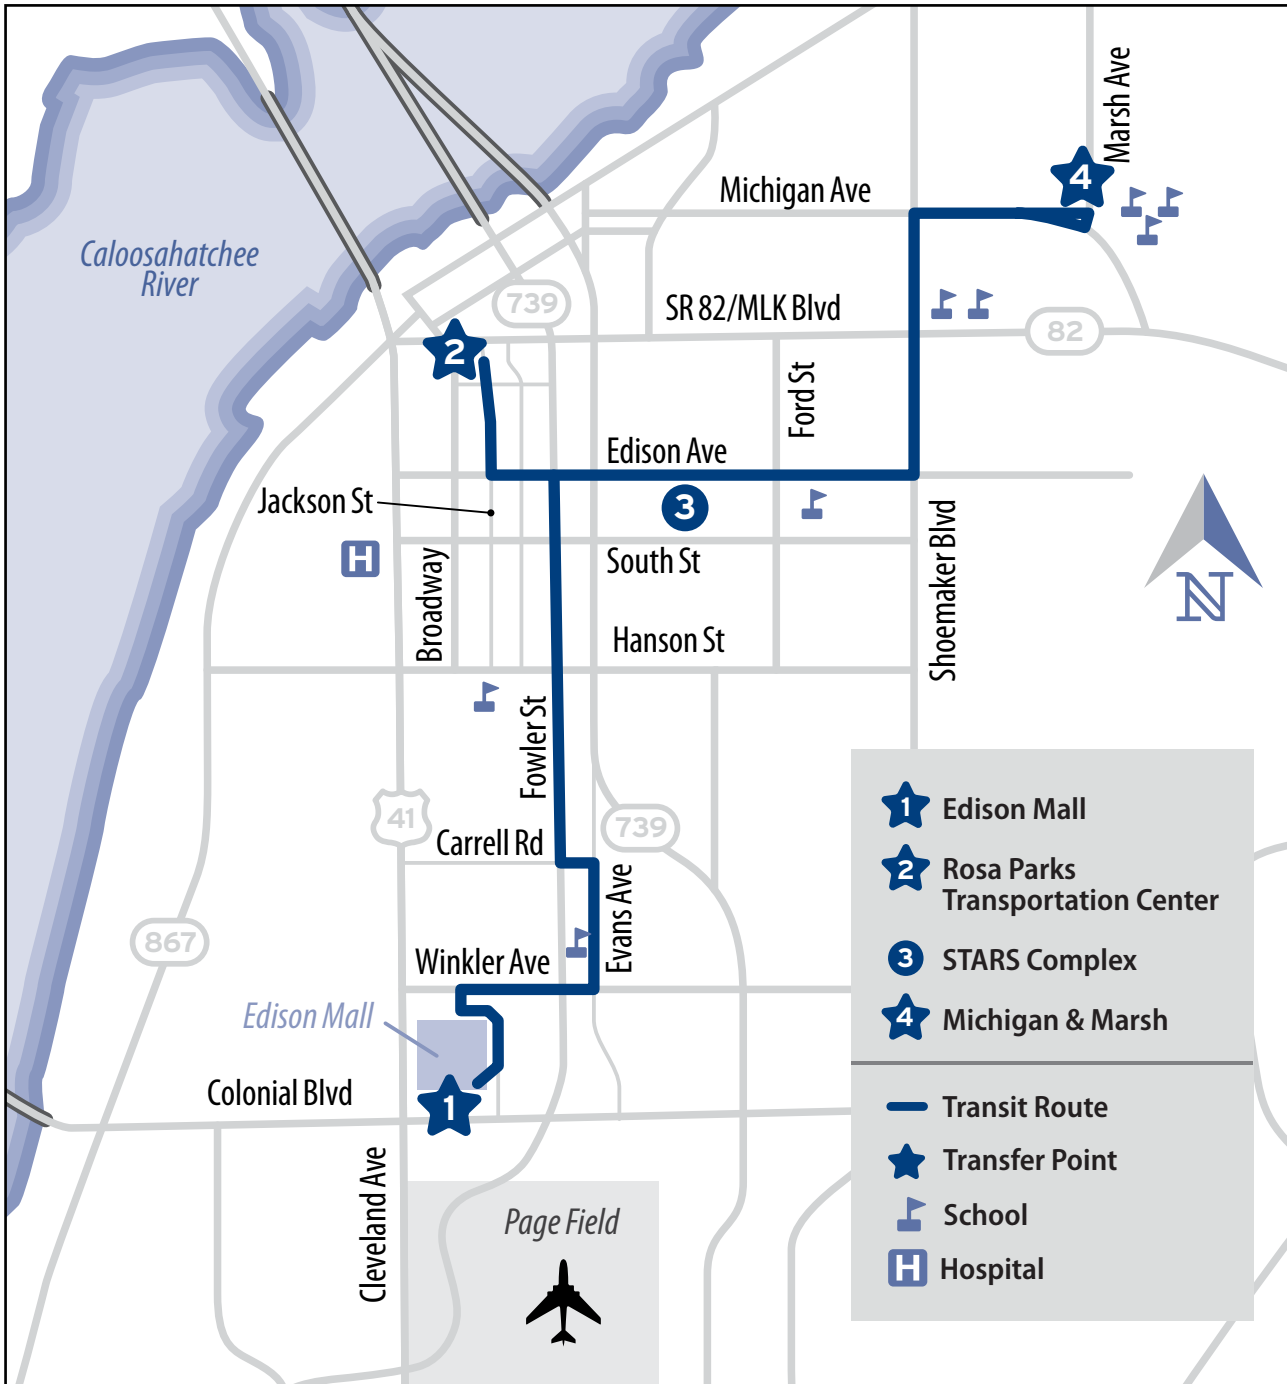 Marsh Ave
4
Michigan Ave
Caloosahatchee
River
739
SR 82/MLK Blvd
82
2
Ford St
Edison Ave
Jackson St
3
H
South St
Broadway
Shoemaker Blvd
N
Hanson St
Fowler St
41
739
Carrell Rd
Evans Ave
867
Winkler Ave
Edison Mall
Colonial Blvd
1
Cleveland Ave
Page Field
1 Edison Mall
2 Rosa Parks
Transportation Center
3 STARS Complex
4 Michigan & Marsh
Transit Route
Transfer Point
School
H Hospital